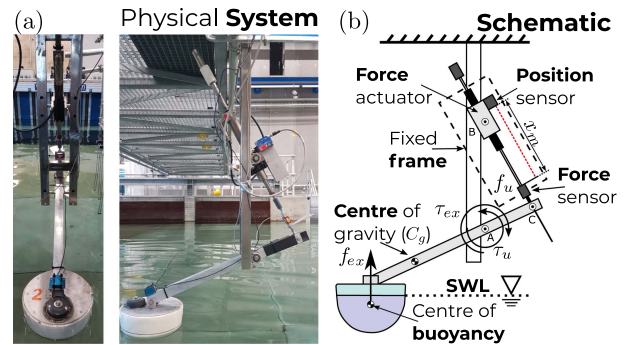 (a)
Physical System
2
(b)
Schematic
Force
actuator
Position
sensor
B
x_m
Fixed
frame
f_u
Force
sensor
C
Centre of
gravity (C_g)
τ_ex
A
τ_u
f_ex
SWL
Centre of
buoyancy